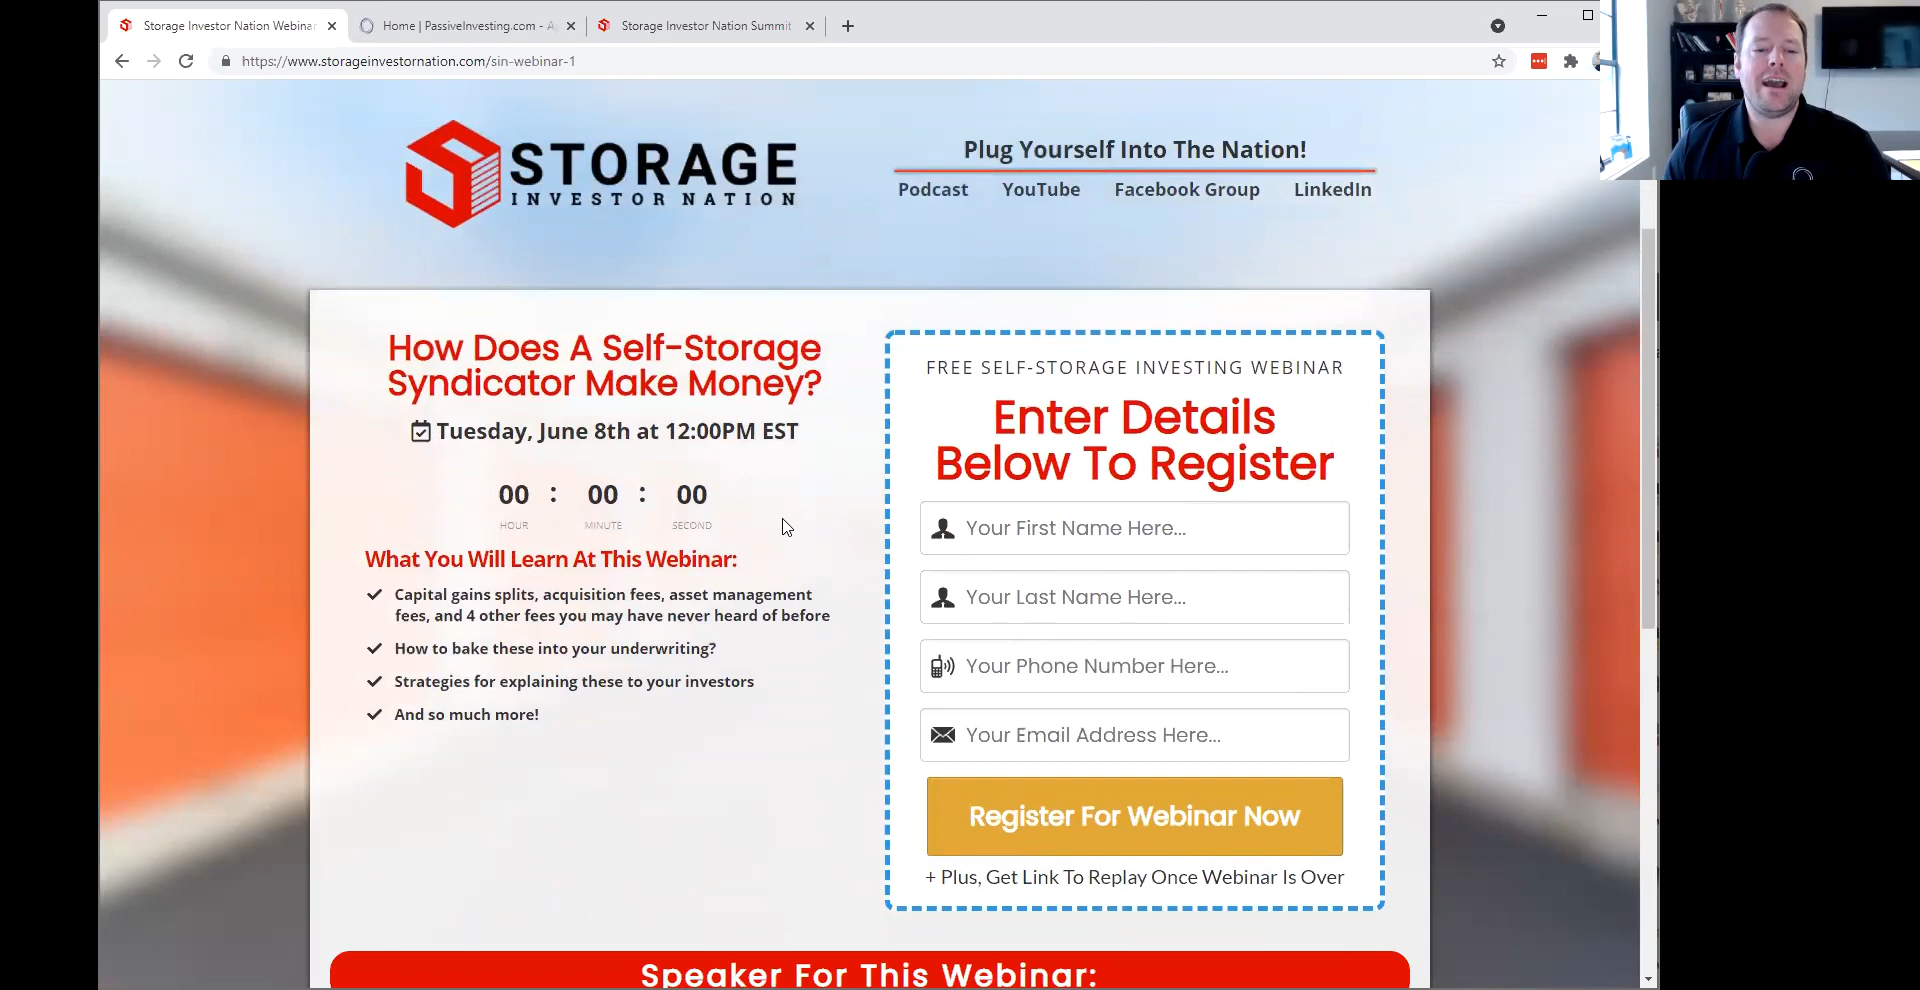 Storage Investor Nation Webinar
Home | PassivelInvesting.com - A
Storage Investor Nation Summit
https://www.storageinvestornation.com/sin-webinar-1
STORAGE
INVESTOR NATION
Plug Yourself Into The Nation!
Podcast YouTube Facebook Group LinkedIn
How Does A Self-Storage
Syndicator Make Money?
Tuesday, June 8th at 12:00PM EST
00 : 00 : 00
HOUR MINUTE SECOND
What You Will Learn At This Webinar:
Capital gains splits, acquisition fees, asset management
fees, and 4 other fees you may have never heard of before
How to bake these into your underwriting?
Strategies for explaining these to your investors
And so much more!
FREE SELF-STORAGE INVESTING WEBINAR
Enter Details
Below To Register
Your First Name Here...
Your Last Name Here...
Your Phone Number Here...
Your Email Address Here...
Register For Webinar Now
+ Plus, Get Link To Replay Once Webinar Is Over
Speaker For This Webinar: